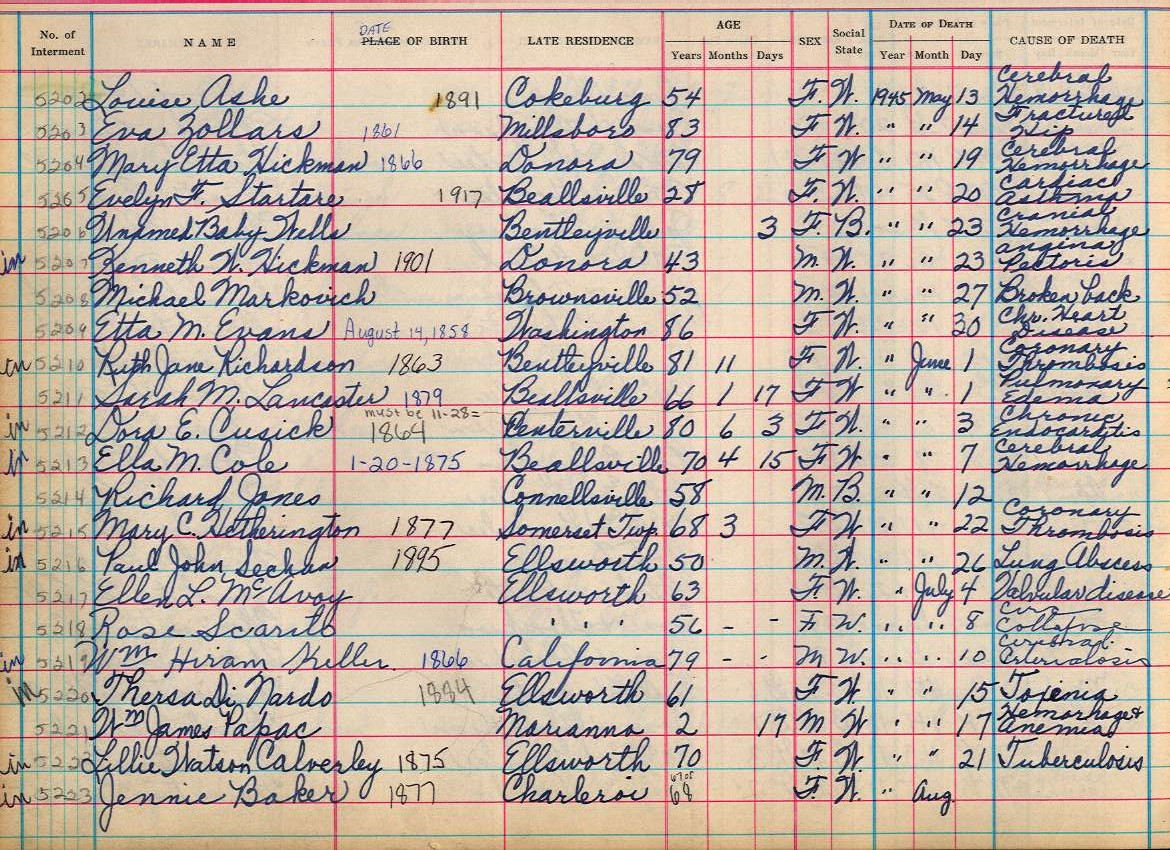 No. of Interment NAME DATE PLACE OF BIRTH LATE RESIDENCE AGE Years Months Days SEX Social State DATE OF DEATH Year Month Day CAUSE OF DEATH
5202 Louise Ashe 1891 Cokeburg 54 F. W. 1945 May 13 Cerebral Hemorrhage
5203 Eva Zollars 1861 Millsboro 83 F W. " " 14 Fractured Hip
5204 Mary Etta Hickman 1866 Donora 79 F W " " 19 Cerebral Hemorrhage
5205 Evelyn F. Startare 1917 Beallsville 28 F. W. " " 20 Cardiac Asthma
5206 Unamed Baby Wells Bentleyville 3 F. B. " " 23 Cranial Hemorrhage
in 5207 Kenneth W. Hickman 1901 Donora 43 M. W. " " 23 anginar Pectoris
5208 Michael Markovich Brownsville 52 M. W. " " 27 Broken back
5209 Etta M. Evans August 14, 1858 Washington 86 F W. " " 30 Chr. Heart Disease
in 5210 Ruth Jane Richardson 1863 Bentleyville 81 11 F W. " June 1 Coronary Thrombosis
5211 Sarah M. Lancaster 1879 Beallsville 66 1 17 F W " " 1 Pulmonary Edema
in 5212 Dora E. Cusick must be 11-28= 1864 Centerville 80 6 3 F W. " " 3 Chronic Endocarditis
in 5213 Ella M. Cole 1-20-1875 Beallsville 70 4 15 F W " " 7 Cerebral Hemorrhage
5214 Richard Jones Connellsville 58 M. B. " " 12
in 5215 Mary C. Hetherington 1877 Somerset Twp. 68 3 F W " " 22 Coronary Thrombosis
in 5216 Paul John Sechan 1895 Ellsworth 50 M. W. " " 26 Lung Abscess
5217 Ellen L. McAvoy Ellsworth 63 F. W. " July 4 Valvular disease
5218 Rose Scarito " " " 56 - - F W. " " 8 Collapse
in 5219 Wm Hiram Killer. 1866 California 79 - - M W. " " 10
in 5220 Thersa Di Nardo 1884 Ellsworth 61 F W. " " 15 Toxenia
5221 Wm James Papac Marianna 2 17 M W " " 17 Hemorhage & anemia
in 5222 Lillie Watson Calverley 1875 Ellsworth 70 F. W. " " 21 Tuberculosis
in 5223 Jennie Baker 1877 Charleroi 67 or 68 F. W. " Aug.